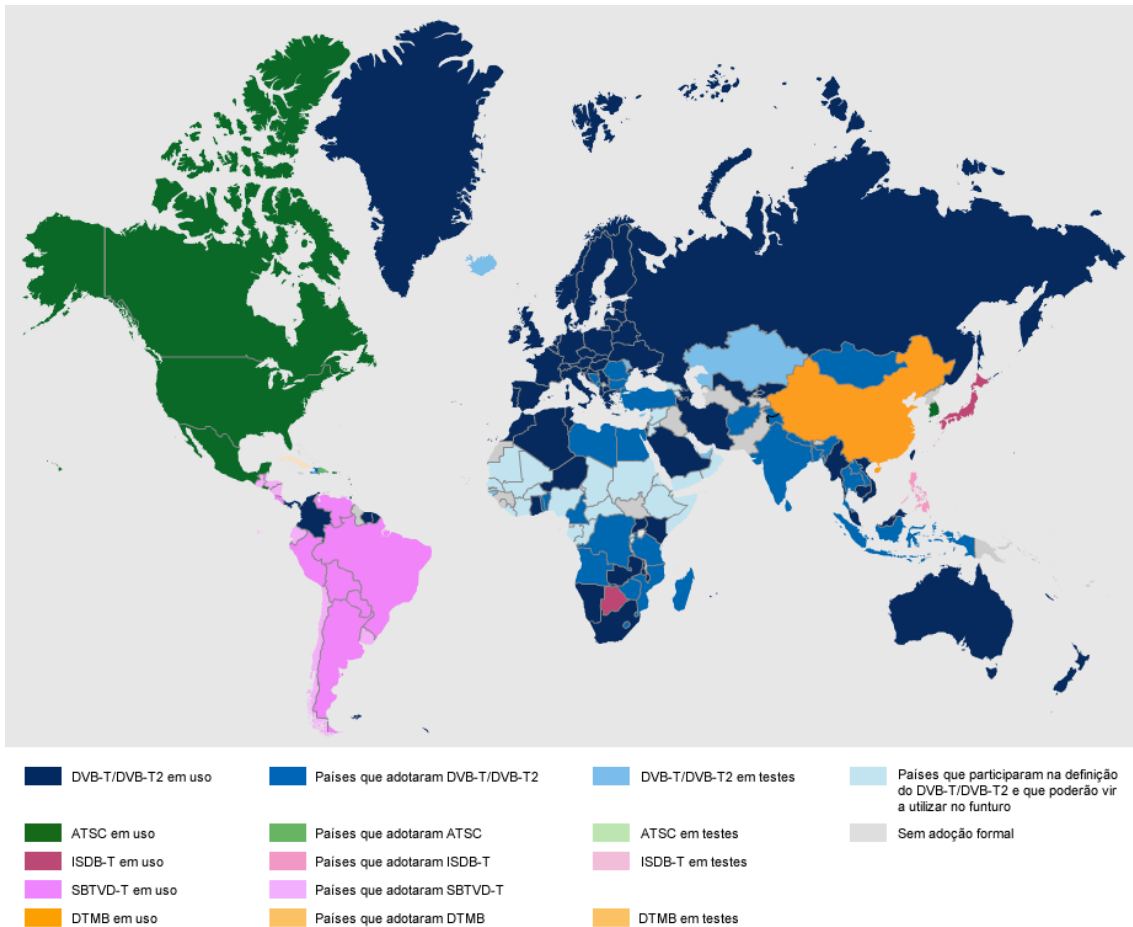 DVB-T/DVB-T2 em uso
Países que adotaram DVB-T/DVB-T2
DVB-T/DVB-T2 em testes
Países que participaram na definição
do DVB-T/DVB-T2 e que poderão vir
a utilizar no funturo
ATSC em uso
Países que adotaram ATSC
ATSC em testes
Sem adoção formal
ISDB-T em uso
Países que adotaram ISDB-T
ISDB-T em testes
SBTVD-T em uso
Países que adotaram SBTVD-T
DTMB em uso
Países que adotaram DTMB
DTMB em testes